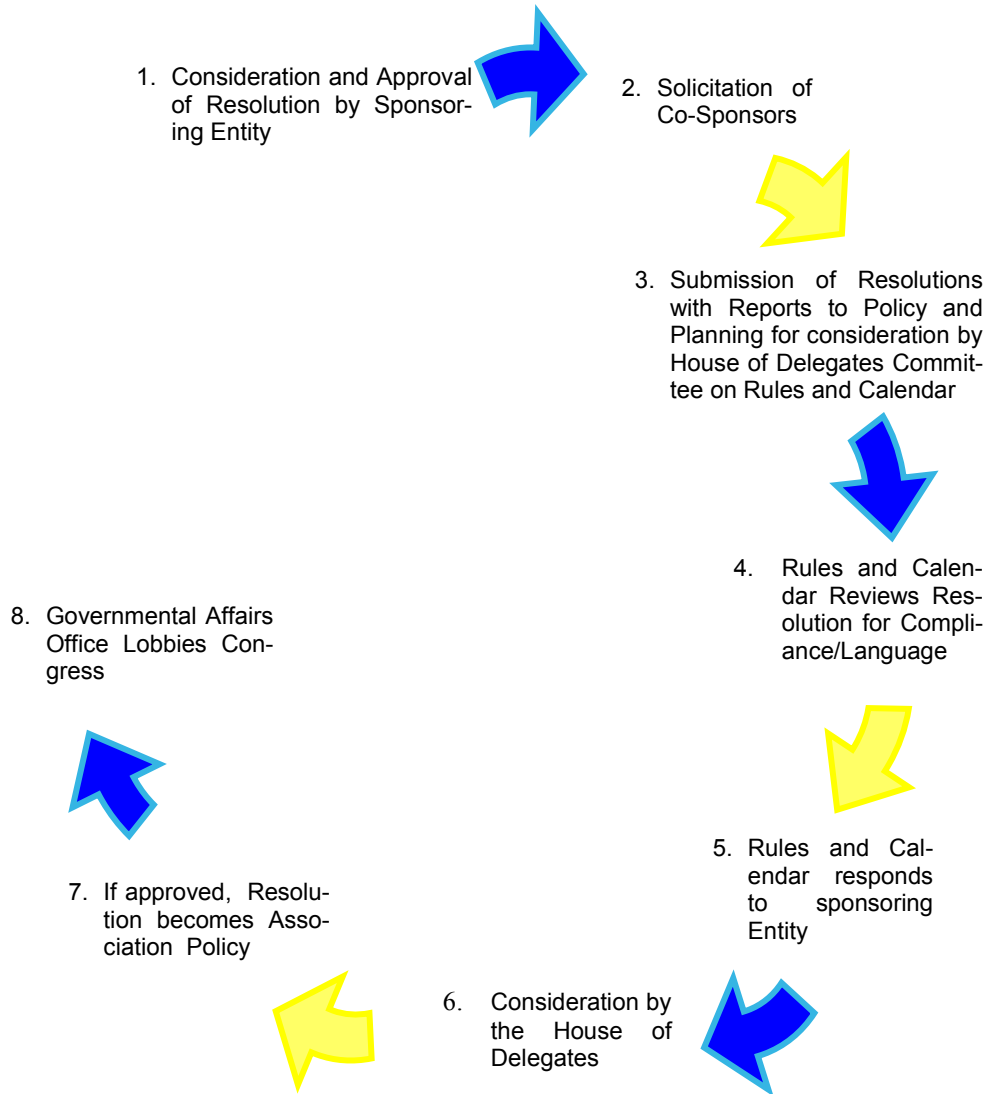 1. Consideration and Approval
of Resolution by Sponsor-
ing Entity
2. Solicitation of
Co-Sponsors
3. Submission of Resolutions
with Reports to Policy and
Planning for consideration by
House of Delegates Commit-
tee on Rules and Calendar
4. Rules and Calen-
dar Reviews Res-
olution for Compli-
ance/Language
5. Rules and Cal-
endar responds
to sponsoring
Entity
6. Consideration by
the House of
Delegates
7. If approved, Resolu-
tion becomes Asso-
ciation Policy
8. Governmental Affairs
Office Lobbies Con-
gress